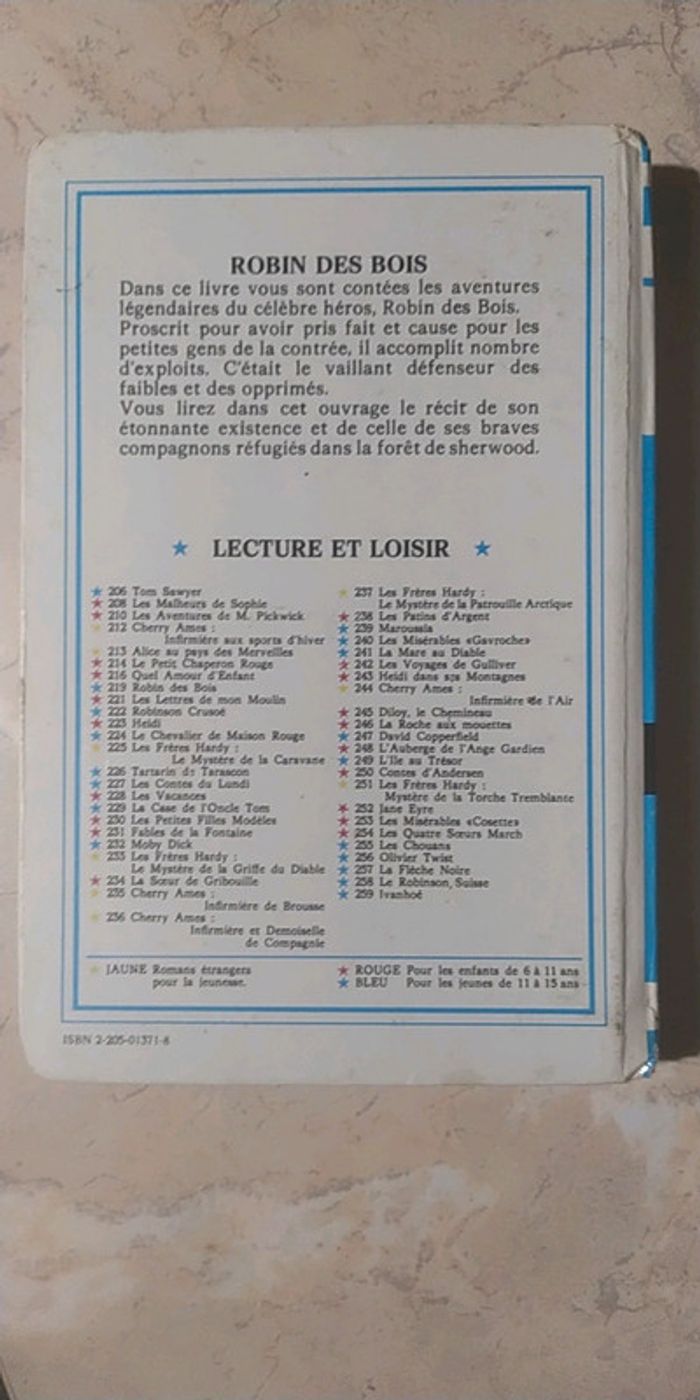 ROBIN DES BOIS
Dans ce livre vous sont contées les aventures
légendaires du célèbre héros, Robin des Bois.
Proscrit pour avoir pris fait et cause pour les
petites gens de la contrée, il accomplit nombre
d'exploits. C'était le vaillant défenseur des
faibles et des opprimés.
Vous lirez dans cet ouvrage le récit de son
étonnante existence et de celle de ses braves
compagnons réfugiés dans la forêt de sherwood.
★ LECTURE ET LOISIR ★
★ 206 Tom Sawyer
★ 208 Les Malheurs de Sophie
★ 210 Les Aventures de M. Pickwick
★ 212 Cherry Ames :
Infirmière aux sports d'hiver
★ 213 Alice au pays des Merveilles
★ 214 Le Petit Chaperon Rouge
★ 216 Quel Amour d'Enfant
★ 219 Robin des Bois
★ 221 Les Lettres de mon Moulin
★ 222 Robinson Crusoé
★ 223 Heidi
★ 224 Le Chevalier de Maison Rouge
★ 225 Les Frères Hardy :
Le Mystère de la Caravane
★ 226 Tartarin de Tarascon
★ 227 Les Contes du Lundi
★ 228 Les Vacances
★ 229 La Case de l'Oncle Tom
★ 230 Les Petites Filles Modèles
★ 231 Fables de la Fontaine
★ 232 Moby Dick
★ 233 Les Frères Hardy :
Le Mystère de la Griffe du Diable
★ 234 La Sœur de Gribouille
★ 235 Cherry Ames :
Infirmière de Brousse
★ 236 Cherry Ames :
Infirmière et Demoiselle
de Compagnie
★ 237 Les Frères Hardy :
Le Mystère de la Patrouille Arctique
★ 238 Les Patins d'Argent
★ 239 Maroussia
★ 240 Les Misérables «Gavroche»
★ 241 La Mare au Diable
★ 242 Les Voyages de Gulliver
★ 243 Heidi dans ses Montagnes
★ 244 Cherry Ames :
Infirmière de l'Air
★ 245 Diloy, le Chemineau
★ 246 La Roche aux mouettes
★ 247 David Copperfield
★ 248 L'Auberge de l'Ange Gardien
★ 249 L'Ile au Trésor
★ 250 Contes d'Andersen
★ 251 Les Frères Hardy :
Mystère de la Torche Tremblante
★ 252 Jane Eyre
★ 253 Les Misérables «Cosette»
★ 254 Les Quatre Sœurs March
★ 255 Les Chouans
★ 256 Olivier Twist
★ 257 La Flèche Noire
★ 258 Le Robinson Suisse
★ 259 Ivanhoé
★ JAUNE Romans étrangers
pour la jeunesse.
★ ROUGE Pour les enfants de 6 à 11 ans
★ BLEU Pour les jeunes de 11 à 15 ans
ISBN 2-205-01371-8